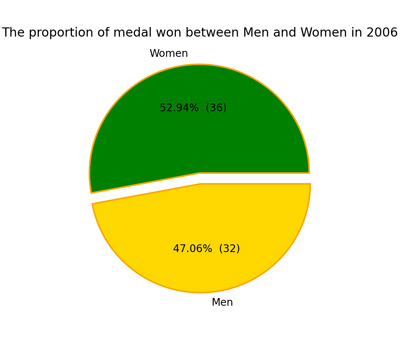 The proportion of medal won between Men and Women in 2006
Women
52.94%  (36)
47.06%  (32)
Men